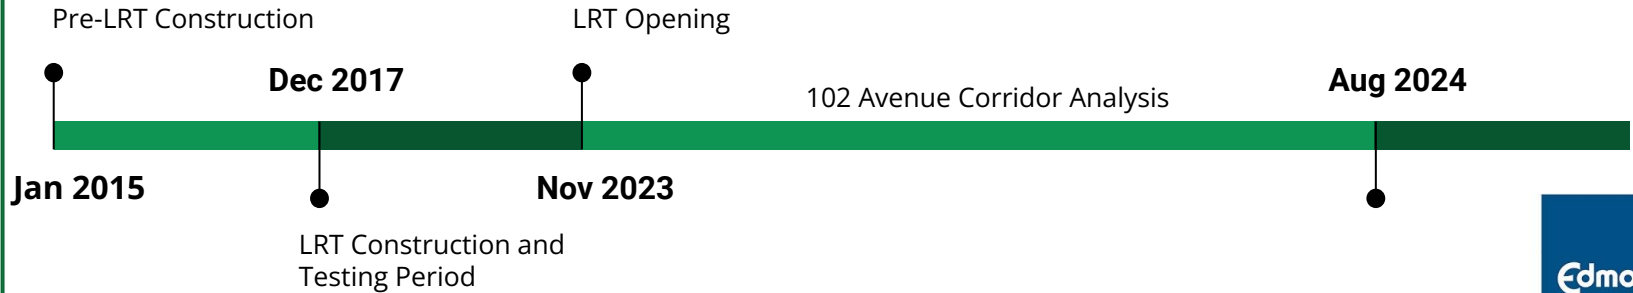 Pre-LRT Construction
LRT Opening
Dec 2017
102 Avenue Corridor Analysis
Aug 2024
Jan 2015
Nov 2023
LRT Construction and
Testing Period